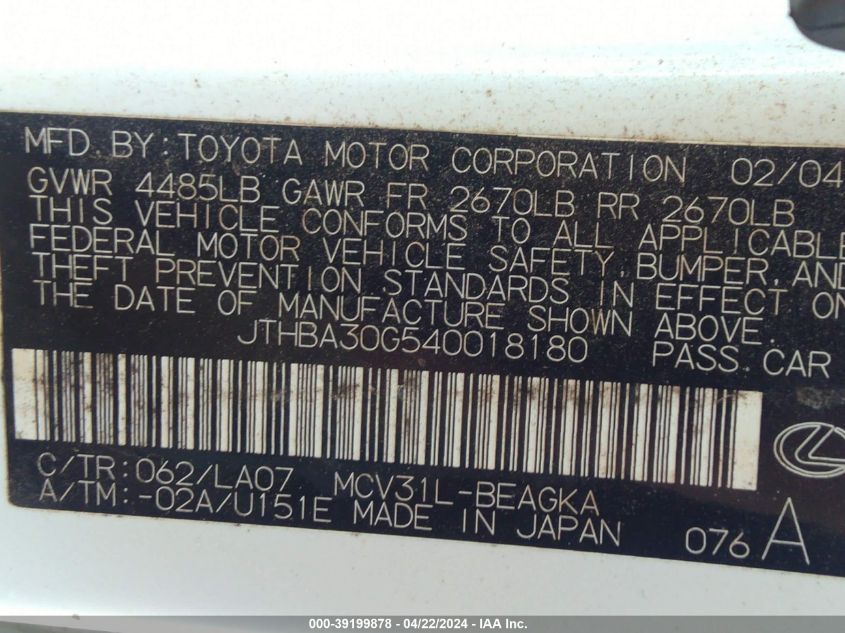 MFD. BY: TOYOTA MOTOR CORPORATION 02/04
GVWR 4485LB GAWR FR 2670LB RR 2670LB
THIS VEHICLE CONFORMS TO ALL APPLICABLE
FEDERAL MOTOR VEHICLE SAFETY, BUMPER, AND
THEFT PREVENTION STANDARDS IN EFFECT ON
THE DATE OF MANUFACTURE SHOWN ABOVE.
JTHBA30G540018180 PASS. CAR
C/TR: 062/LA07 MCV31L-BEAGKA
A/TM: -02A/U151E MADE IN JAPAN 076 A
000-39199878 - 04/22/2024 - IAA Inc.